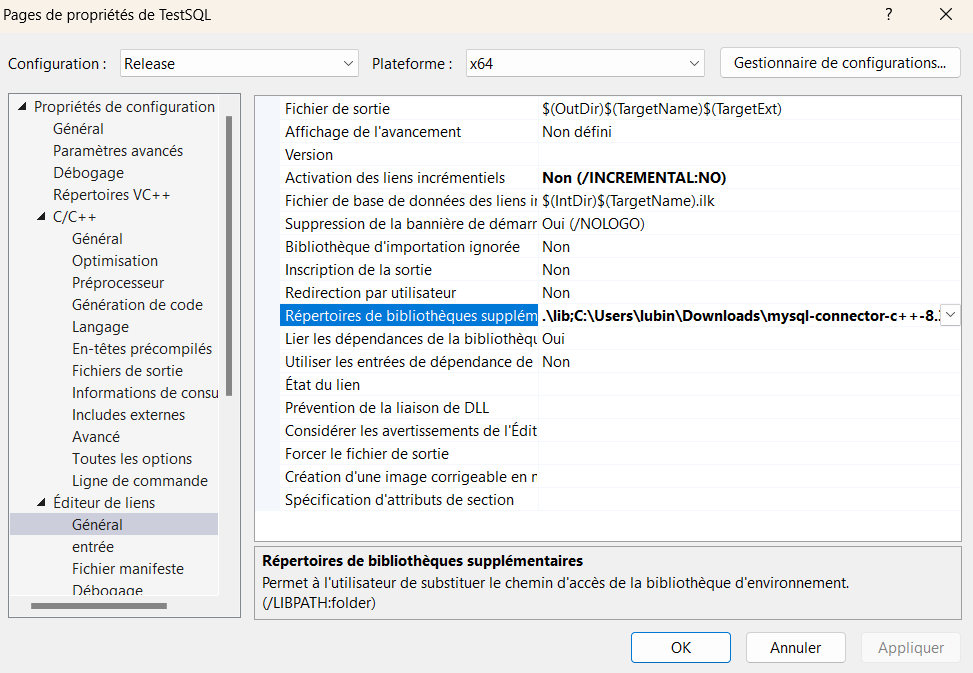 Pages de propriétés de TestSQL
?
Configuration : Release Plateforme : x64 Gestionnaire de configurations...
Propriétés de configuration
Général
Paramètres avancés
Débogage
Répertoires VC++
C/C++
Général
Optimisation
Préprocesseur
Génération de code
Langage
En-têtes précompilés
Fichiers de sortie
Informations de consu
Includes externes
Avancé
Toutes les options
Ligne de commande
Éditeur de liens
Général
entrée
Fichier manifeste
Débogage
Fichier de sortie $(OutDir)$(TargetName)$(TargetExt)
Affichage de l'avancement Non défini
Version
Activation des liens incrémentiels Non (/INCREMENTAL:NO)
Fichier de base de données des liens i $(IntDir)$(TargetName).ilk
Suppression de la bannière de démarr Oui (/NOLOGO)
Bibliothèque d'importation ignorée Non
Inscription de la sortie Non
Redirection par utilisateur Non
Répertoires de bibliothèques supplém .\lib;C:\Users\lubin\Downloads\mysql-connector-c++-8.
Lier les dépendances de la bibliothèqu Oui
Utiliser les entrées de dépendance de Non
État du lien
Prévention de la liaison de DLL
Considérer les avertissements de l'Édit
Forcer le fichier de sortie
Création d'une image corrigeable en
Spécification d'attributs de section
Répertoires de bibliothèques supplémentaires
Permet à l'utilisateur de substituer le chemin d'accès de la bibliothèque d'environnement.
(/LIBPATH:folder)
OK Annuler Appliquer